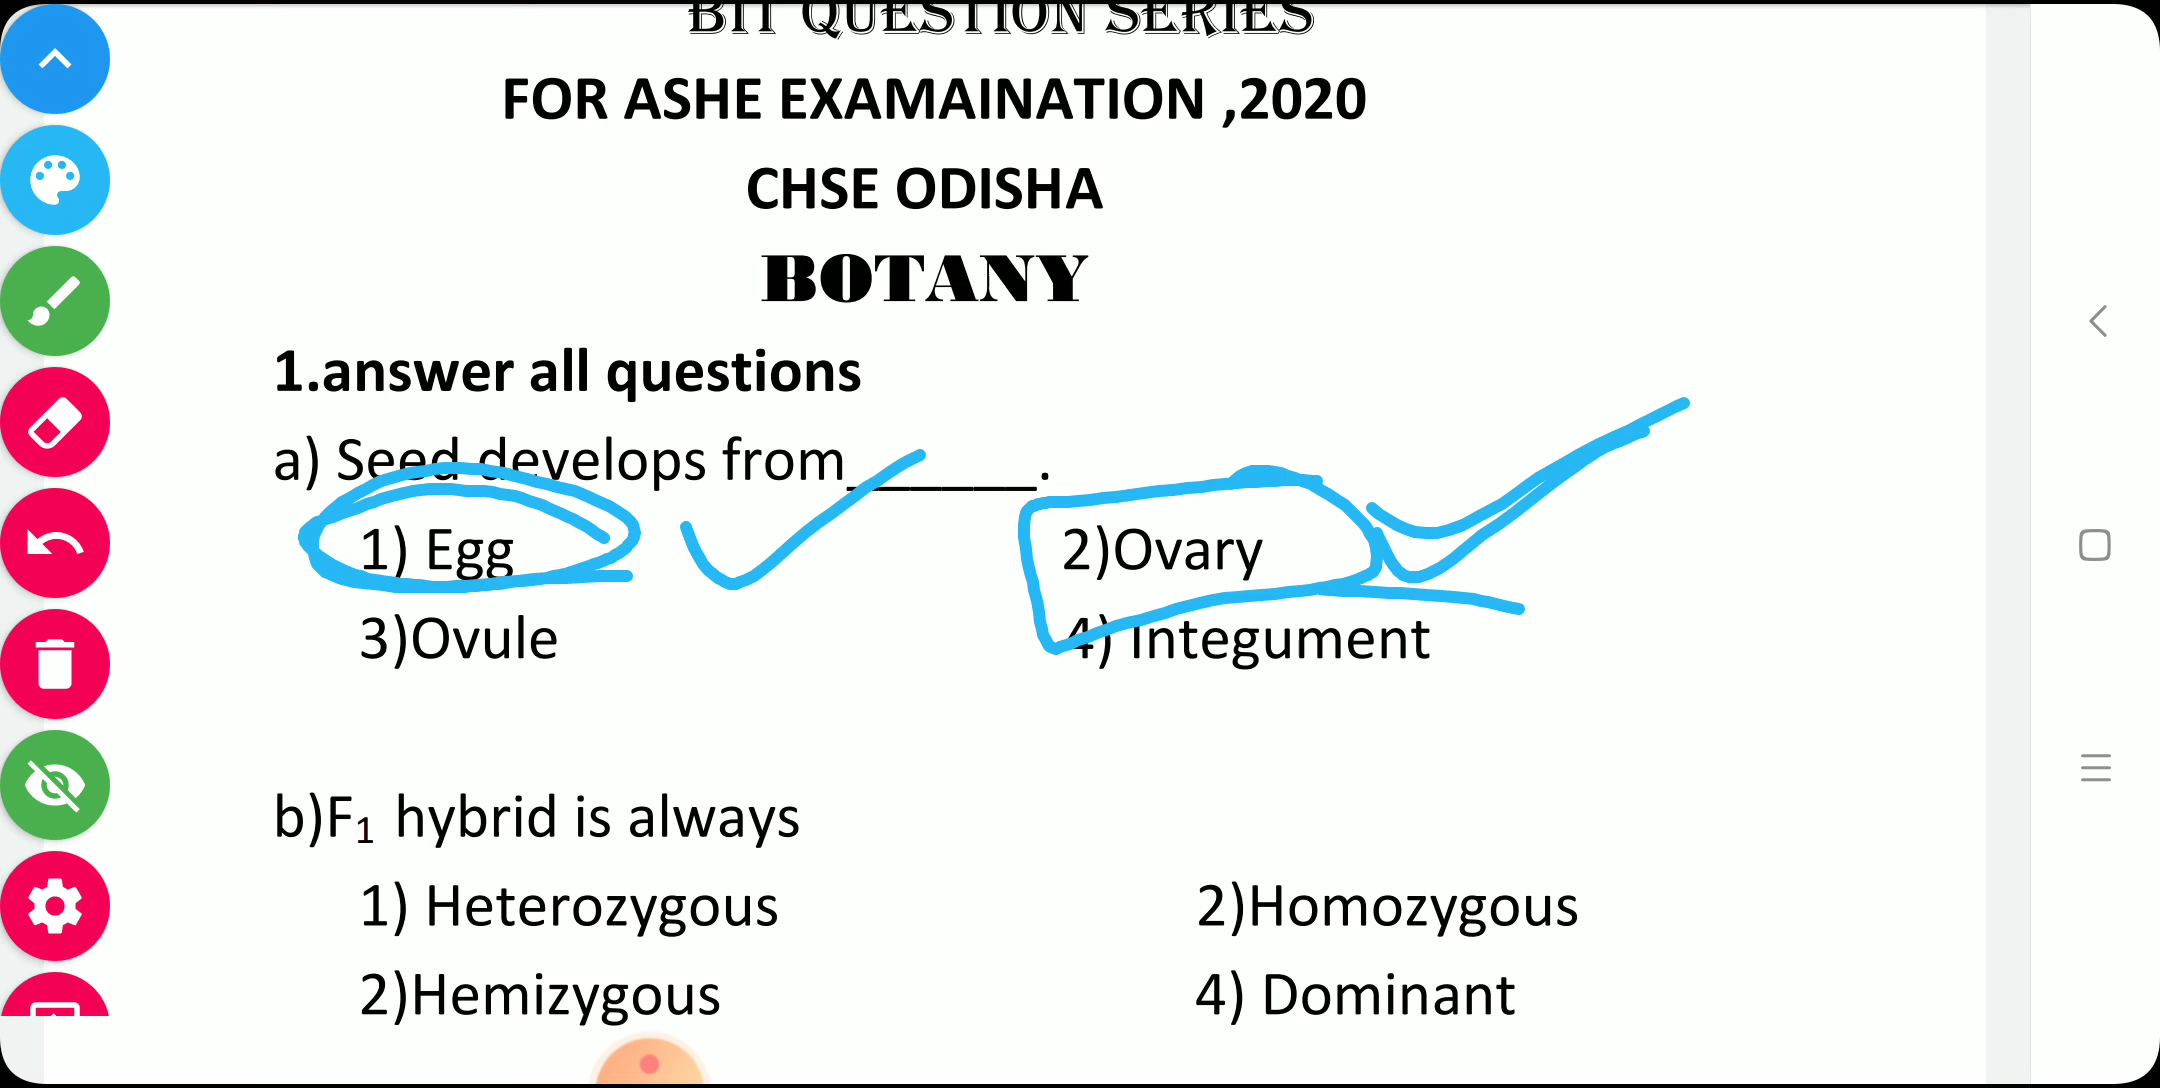 BIT QUESTION SERIES
FOR ASHE EXAMAINATION ,2020
CHSE ODISHA
BOTANY
1.answer all questions
a) Seed develops from______.
1) Egg 2)Ovary
3)Ovule 4) Integument
b)F1 hybrid is always
1) Heterozygous 2)Homozygous
2)Hemizygous 4) Dominant